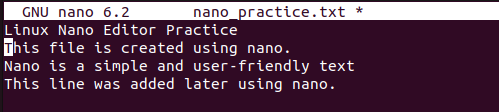 GNU nano 6.2 nano_practice.txt *
Linux Nano Editor Practice
This file is created using nano.
Nano is a simple and user-friendly text
This line was added later using nano.